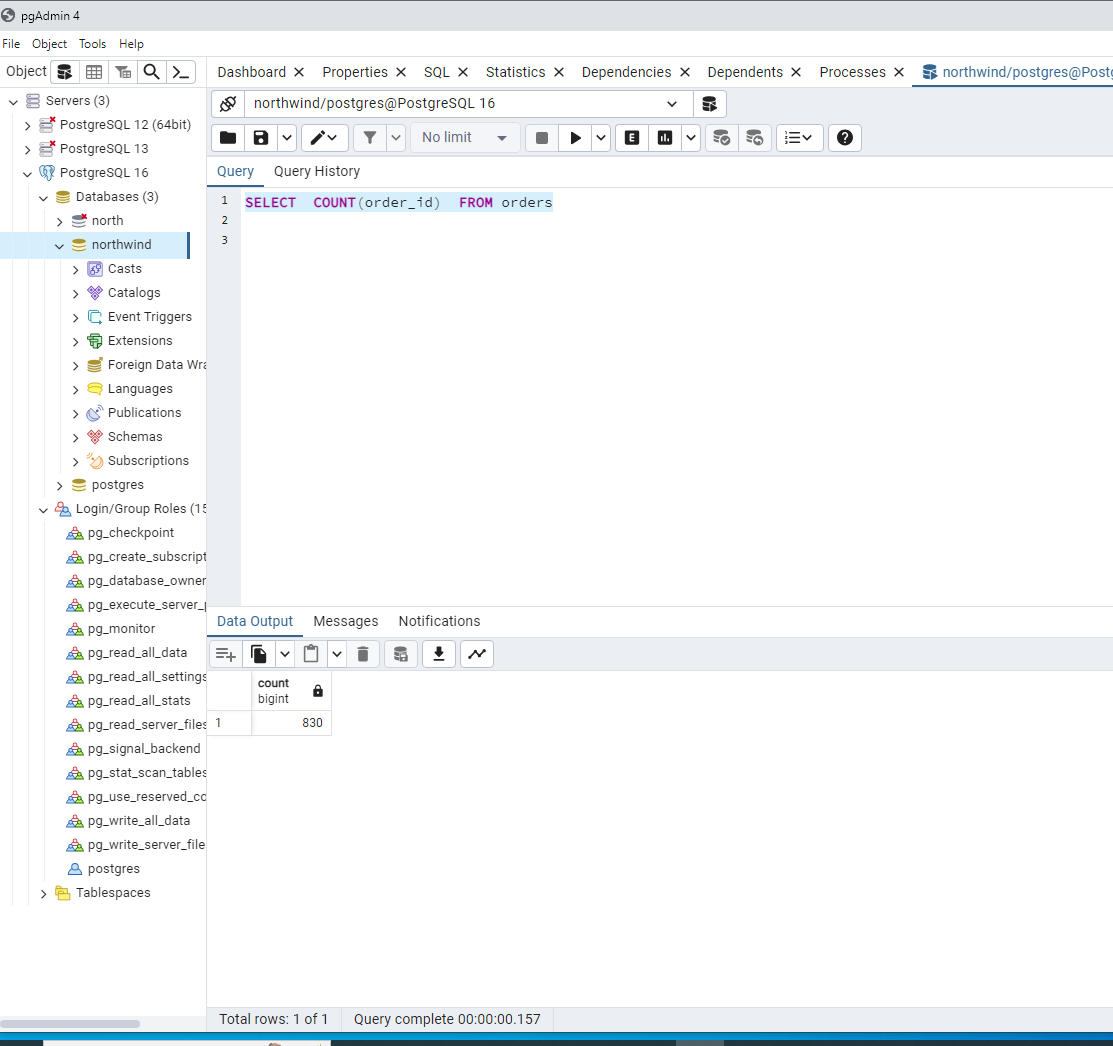 pgAdmin 4
File Object Tools Help
Object
Dashboard Properties SQL Statistics Dependencies Dependents Processes northwind/postgres@Post
Servers (3)
PostgreSQL 12 (64bit)
PostgreSQL 13
PostgreSQL 16
Databases (3)
north
northwind
Casts
Catalogs
Event Triggers
Extensions
Foreign Data Wra
Languages
Publications
Schemas
Subscriptions
postgres
Login/Group Roles (15
pg_checkpoint
pg_create_subscript
pg_database_owner
pg_execute_server_p
pg_monitor
pg_read_all_data
pg_read_all_settings
pg_read_all_stats
pg_read_server_files
pg_signal_backend
pg_stat_scan_tables
pg_use_reserved_co
pg_write_all_data
pg_write_server_file
postgres
Tablespaces
northwind/postgres@PostgreSQL 16
No limit
E
Query Query History
1 SELECT COUNT(order_id) FROM orders
2
3
Data Output Messages Notifications
count
bigint
1 830
Total rows: 1 of 1 Query complete 00:00:00.157